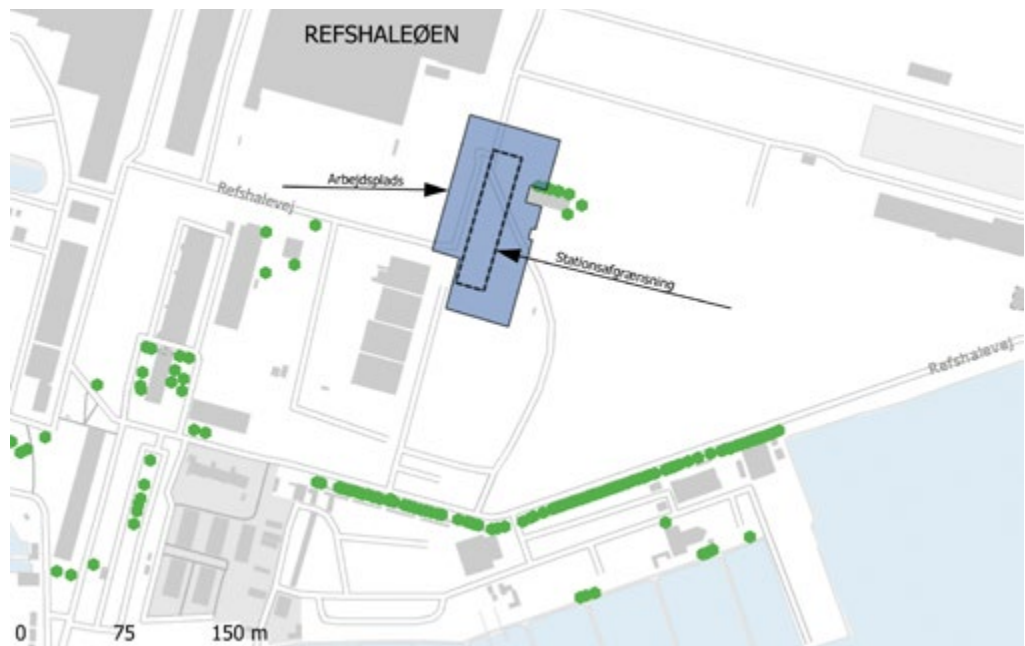 REFSHALEØEN
Arbejdsplads
Refshalevej
Stationsafgrænsning
Refshalevej
0 75 150 m